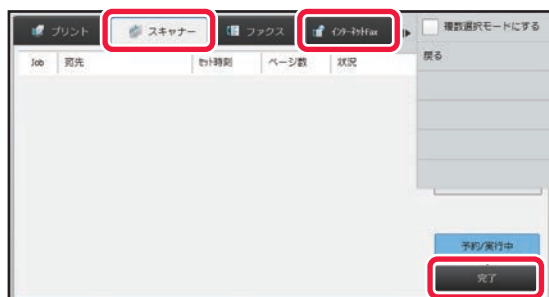 プリント スキャナー ファクス インターネットFax 複数選択モードにする
戻る
Job 宛先 セット時刻 ページ数 状況
予約/実行中
完了